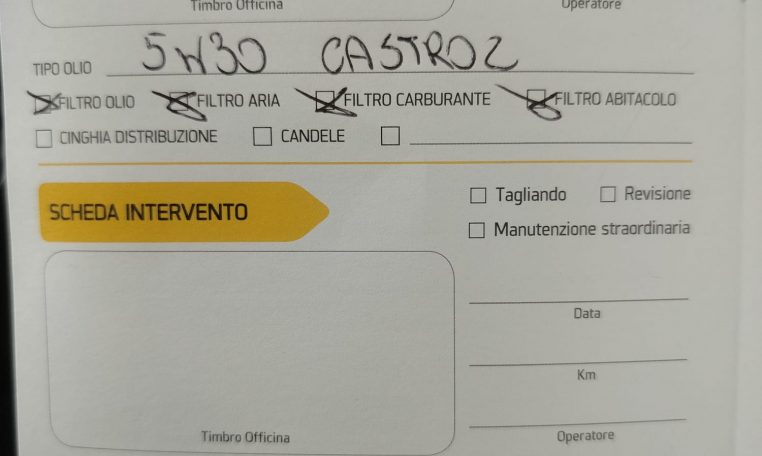 Timbro Officina Operatore
TIPO OLIO 5W30 CASTROL
FILTRO OLIO FILTRO ARIA FILTRO CARBURANTE FILTRO ABITACOLO
CINGHIA DISTRIBUZIONE CANDELE
SCHEDA INTERVENTO
Tagliando Revisione
Manutenzione straordinaria
Data
Km
Timbro Officina Operatore